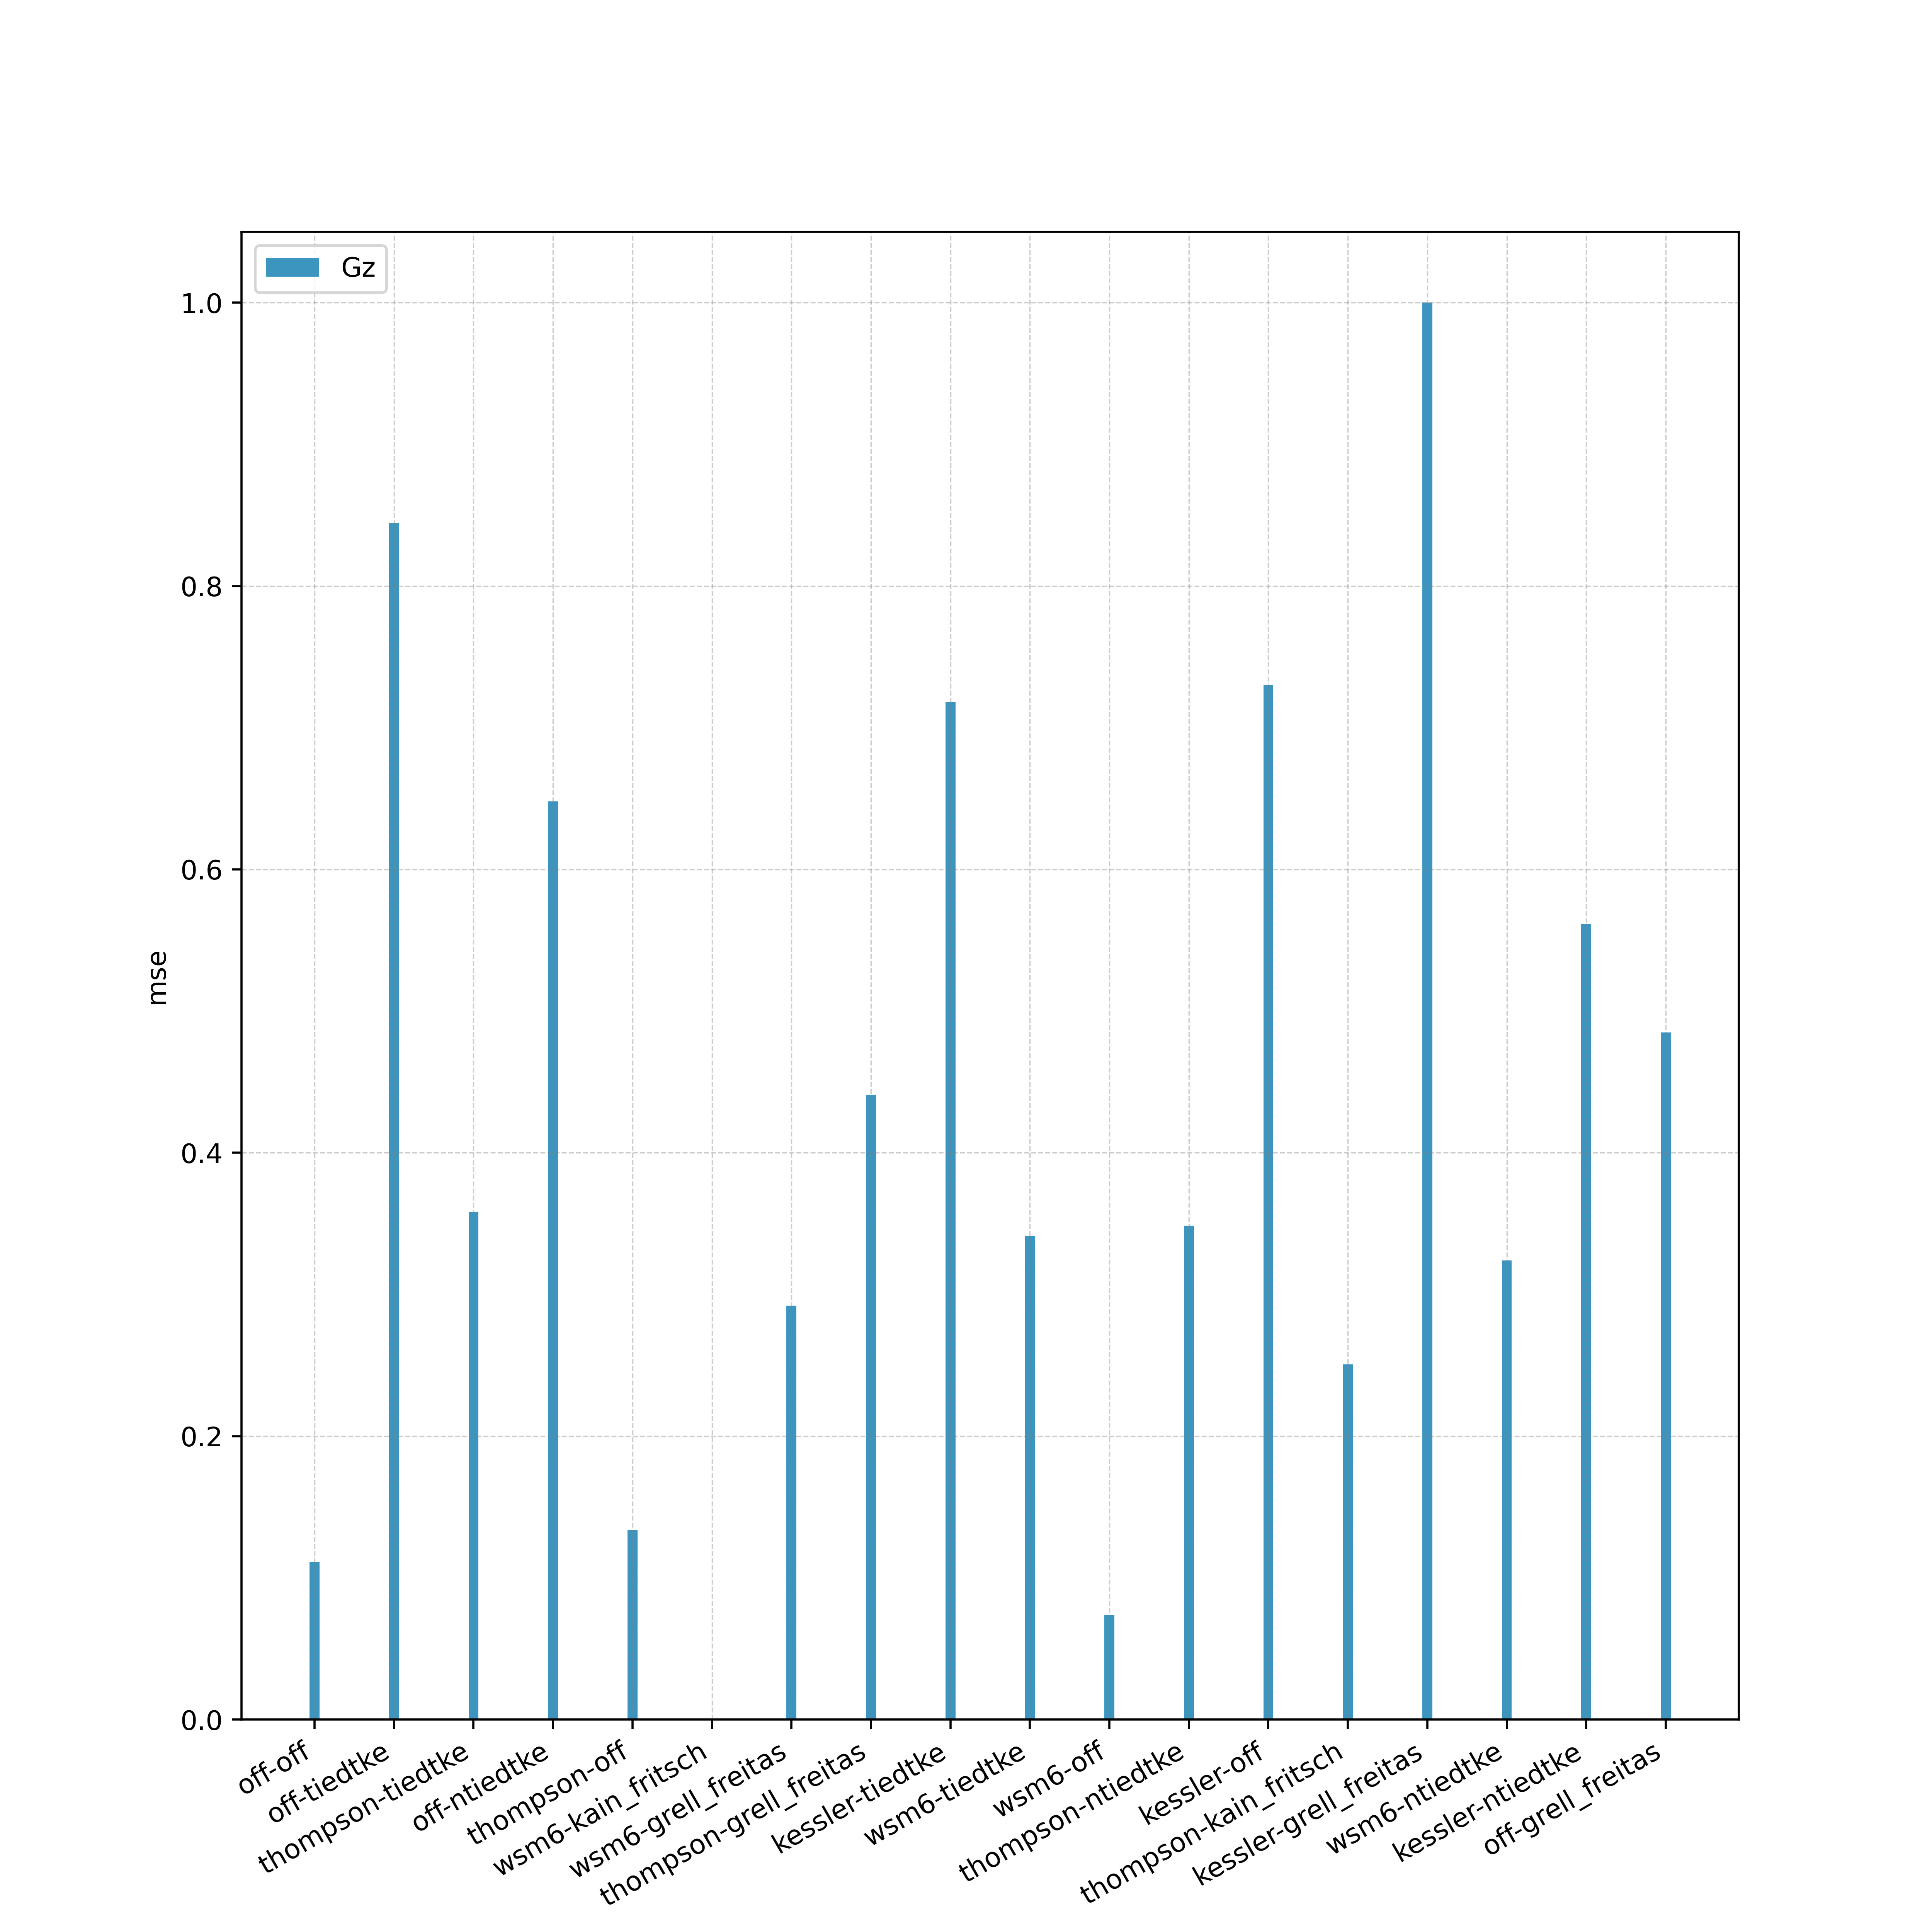 Gz
1.0
0.8
0.6
0.4
0.2
0.0
mse
off-off
off-tiedtke
thompson-tiedtke
off-ntiedtke
thompson-off
wsm6-kain_fritsch
wsm6-grell_freitas
thompson-grell_freitas
kessler-tiedtke
wsm6-tiedtke
wsm6-off
thompson-ntiedtke
kessler-off
thompson-kain_fritsch
kessler-grell_freitas
wsm6-ntiedtke
kessler-ntiedtke
off-grell_freitas